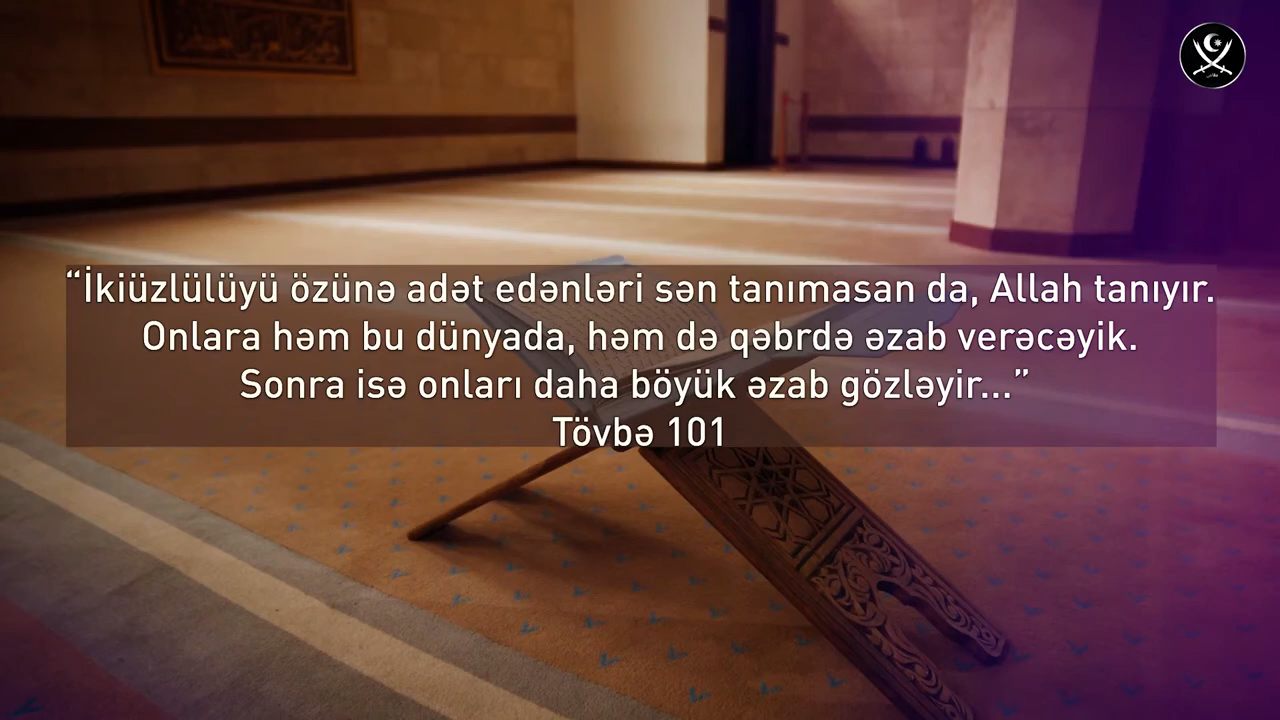 “İkiüzlülüyü özünə adət edənləri sən tanımasan da, Allah tanıyır.
Onlara həm bu dünyada, həm də qəbrdə əzab verəcəyik.
Sonra isə onları daha böyük əzab gözləyir...”
Tövbə 101